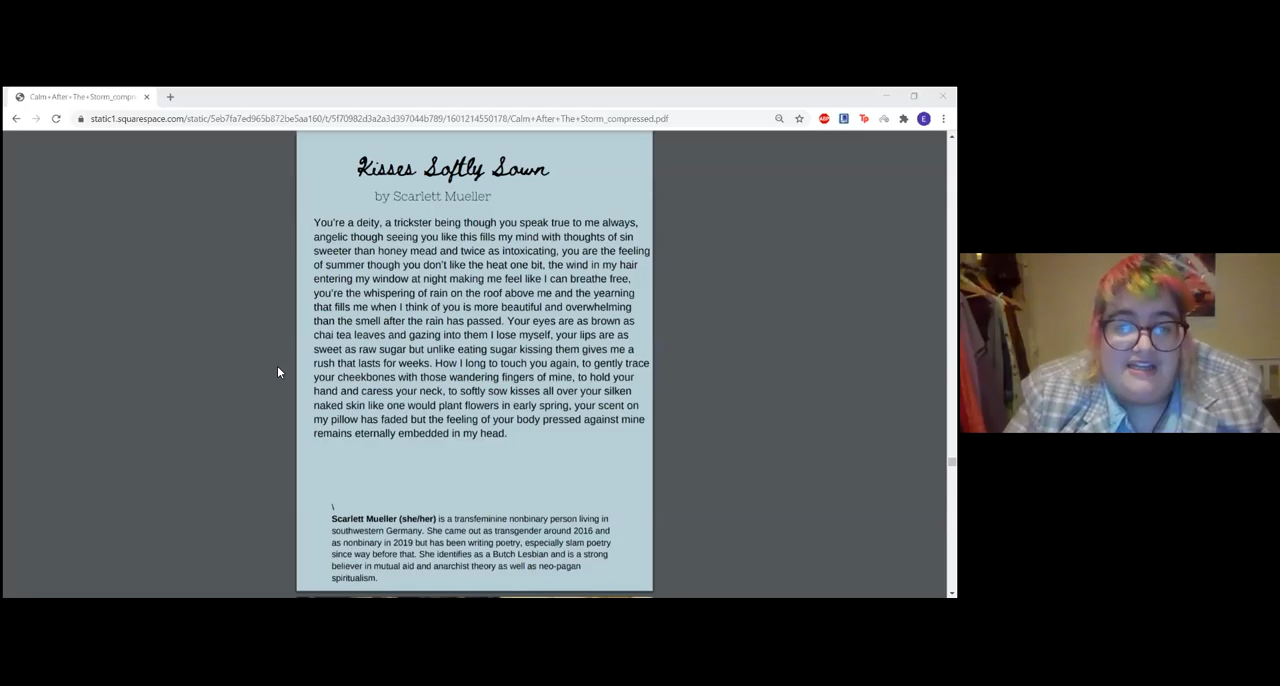 Calm+After+The+Storm_compre
static1.squarespace.com/static/5eb7fa7ed965b872be5aa160/t/5f70982d3a2a3d397044b789/1601214550178/Calm+After+The+Storm_compressed.pdf
ABP
Tp
E
Kisses Softly Sown
by Scarlett Mueller
You're a deity, a trickster being though you speak true to me always,
angelic though seeing you like this fills my mind with thoughts of sin
sweeter than honey mead and twice as intoxicating, you are the feeling
of summer though you don't like the heat one bit, the wind in my hair
entering my window at night making me feel like I can breathe free,
you're the whispering of rain on the roof above me and the yearning
that fills me when I think of you is more beautiful and overwhelming
than the smell after the rain has passed. Your eyes are as brown as
chai tea leaves and gazing into them I lose myself, your lips are as
sweet as raw sugar but unlike eating sugar kissing them gives me a
rush that lasts for weeks. How I long to touch you again, to gently trace
your cheekbones with those wandering fingers of mine, to hold your
hand and caress your neck, to softly sow kisses all over your silken
naked skin like one would plant flowers in early spring, your scent on
my pillow has faded but the feeling of your body pressed against mine
remains eternally embedded in my head.
\
Scarlett Mueller (she/her) is a transfeminine nonbinary person living in
southwestern Germany. She came out as transgender around 2016 and
as nonbinary in 2019 but has been writing poetry, especially slam poetry
since way before that. She identifies as a Butch Lesbian and is a strong
believer in mutual aid and anarchist theory as well as neo-pagan
spiritualism.